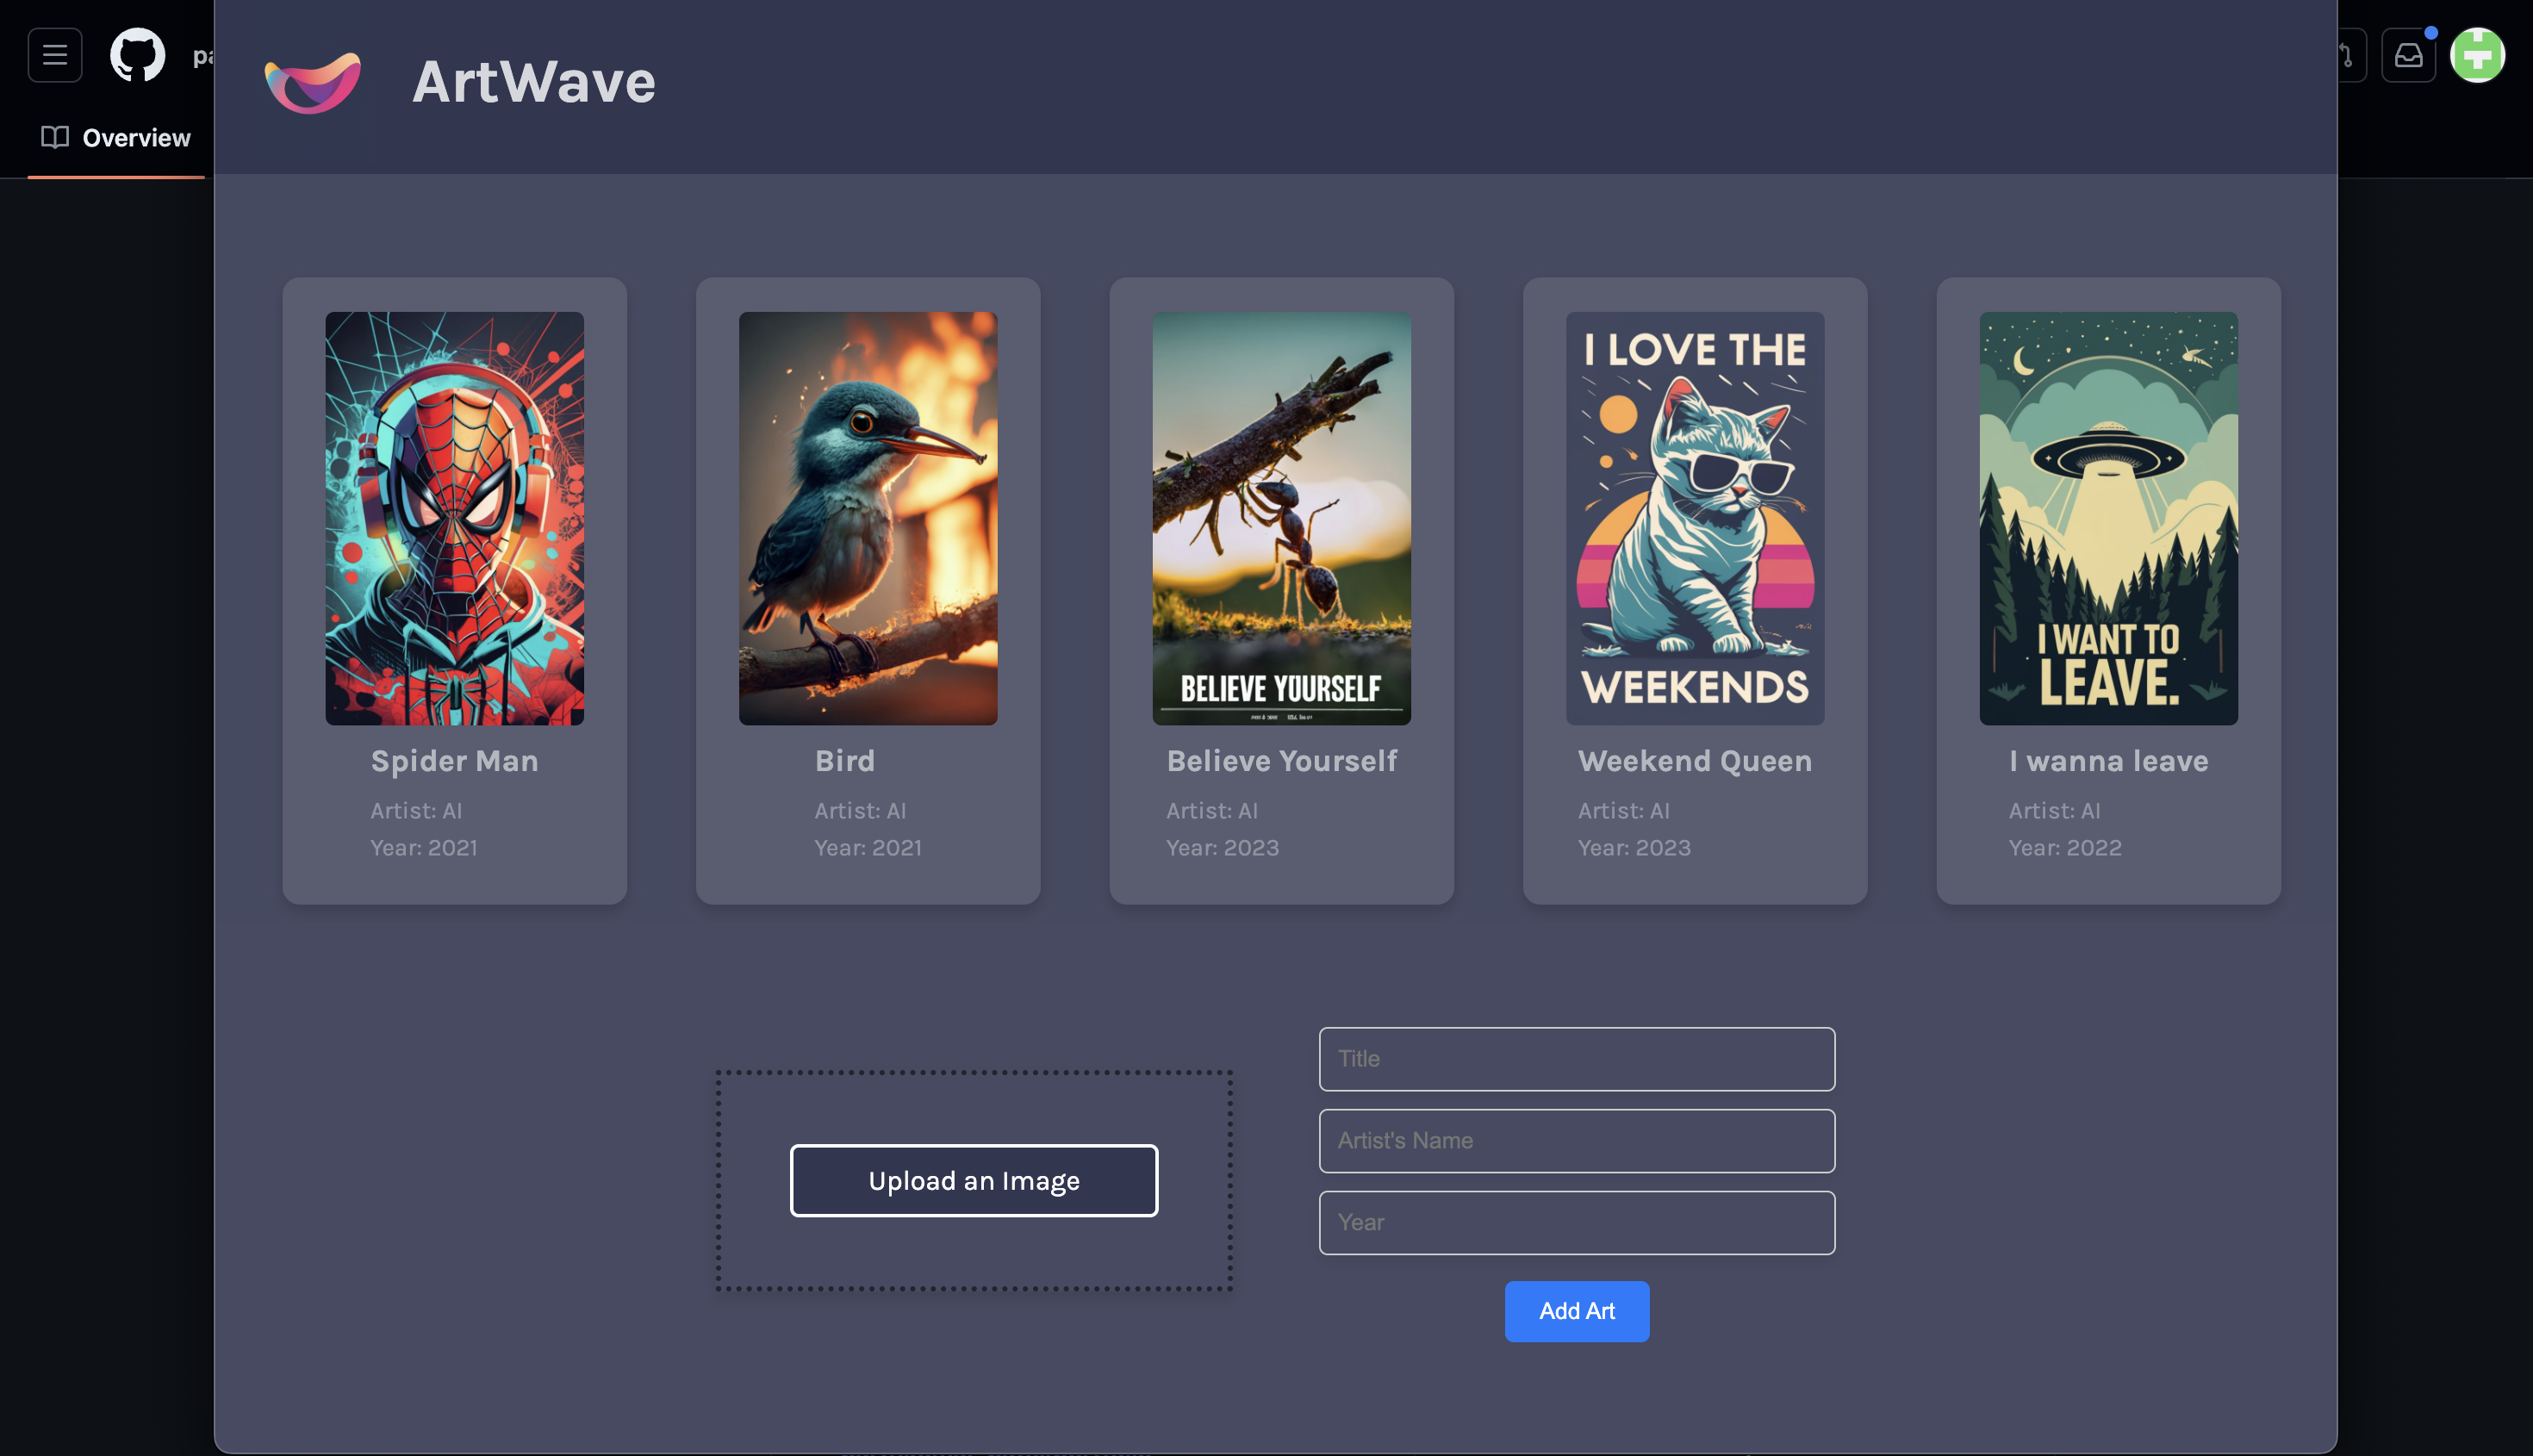 pa
Overview
ArtWave
I LOVE THE
WEEKENDS
BELIEVE YOURSELF
I WANT TO
LEAVE.
Spider Man
Artist: AI
Year: 2021
Bird
Artist: AI
Year: 2021
Believe Yourself
Artist: AI
Year: 2023
Weekend Queen
Artist: AI
Year: 2023
I wanna leave
Artist: AI
Year: 2022
Upload an Image
Title
Artist's Name
Year
Add Art